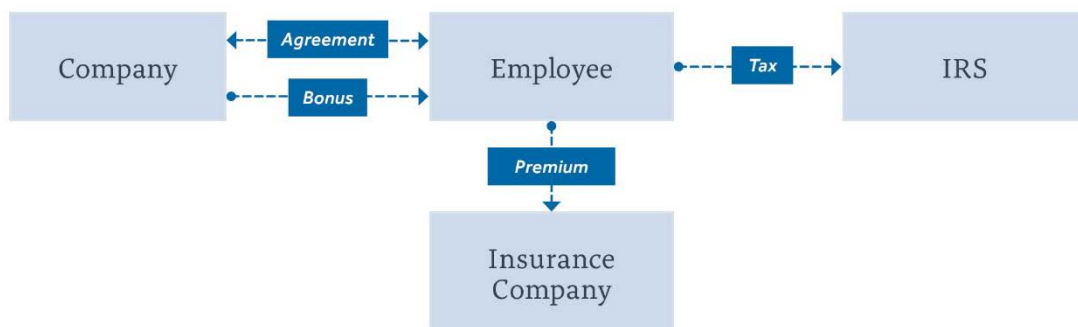 Company
Agreement
Bonus
Employee
Tax
IRS
Premium
Insurance
Company